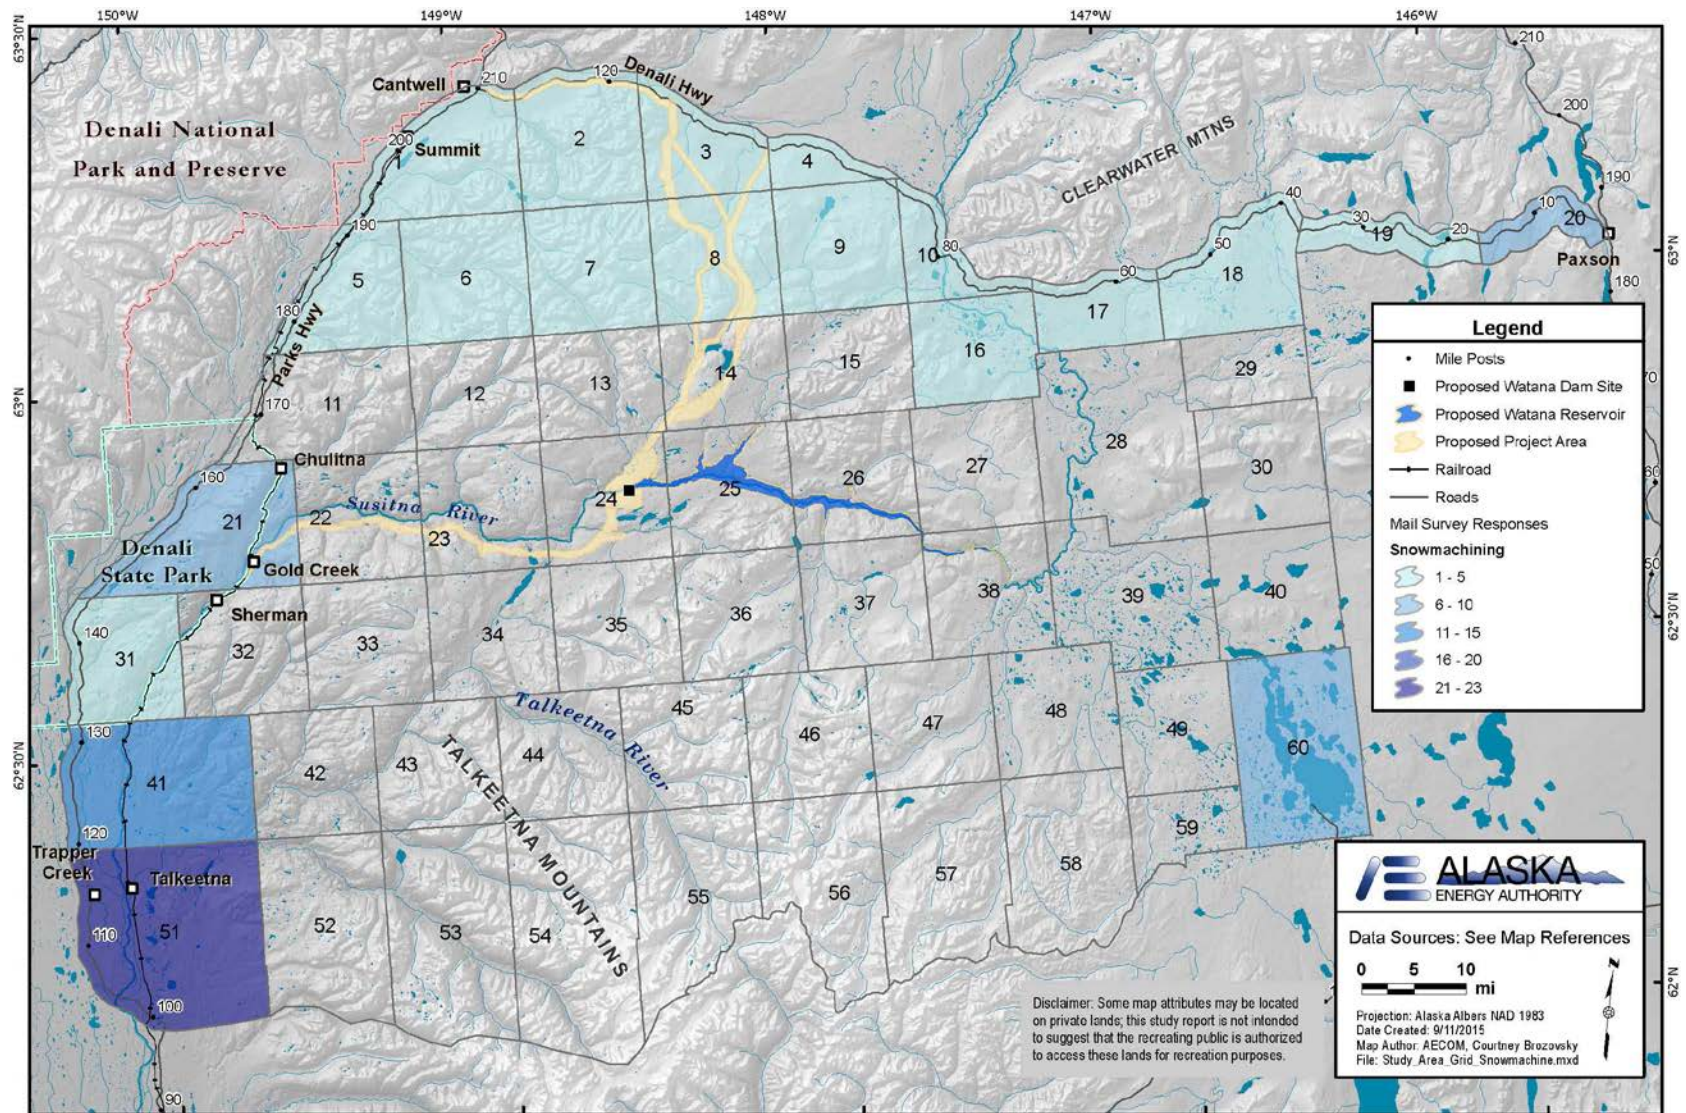 150°W
149°W
148°W
147°W
146°W
63°30'N
63°N
63°N
62°30'N
62°30'N
62°N
210
Cantwell
210
120
Denali Hwy
Denali National
Park and Preserve
200
Summit
1
2
3
4
CLEARWATER MTNS
200
190
190
40
30
19
20
10
20
Paxson
180
5
6
7
8
9
10
80
60
50
17
18
180
Parks Hwy
16
11
12
13
14
15
29
170
70
Chulitna
160
28
30
27
26
25
24
60
21
22
Susitna River
23
Denali
State Park
Gold Creek
50
Sherman
140
31
32
33
34
35
36
37
38
39
40
130
Talkeetna River
45
46
47
48
49
60
41
42
43
44
TALKEETNA MOUNTAINS
120
Trapper
Creek
Talkeetna
110
51
52
53
54
55
56
57
58
59
100
90
Legend
Mile Posts
Proposed Watana Dam Site
Proposed Watana Reservoir
Proposed Project Area
Railroad
Roads
Mail Survey Responses
Snowmachining
1 - 5
6 - 10
11 - 15
16 - 20
21 - 23
ALASKA
ENERGY AUTHORITY
Data Sources: See Map References
0 5 10
mi
N
Projection: Alaska Albers NAD 1983
Date Created: 9/11/2015
Map Author: AECOM, Courtney Brozovsky
File: Study_Area_Grid_Snowmachine.mxd
Disclaimer: Some map attributes may be located
on private lands; this study report is not intended
to suggest that the recreating public is authorized
to access these lands for recreation purposes.